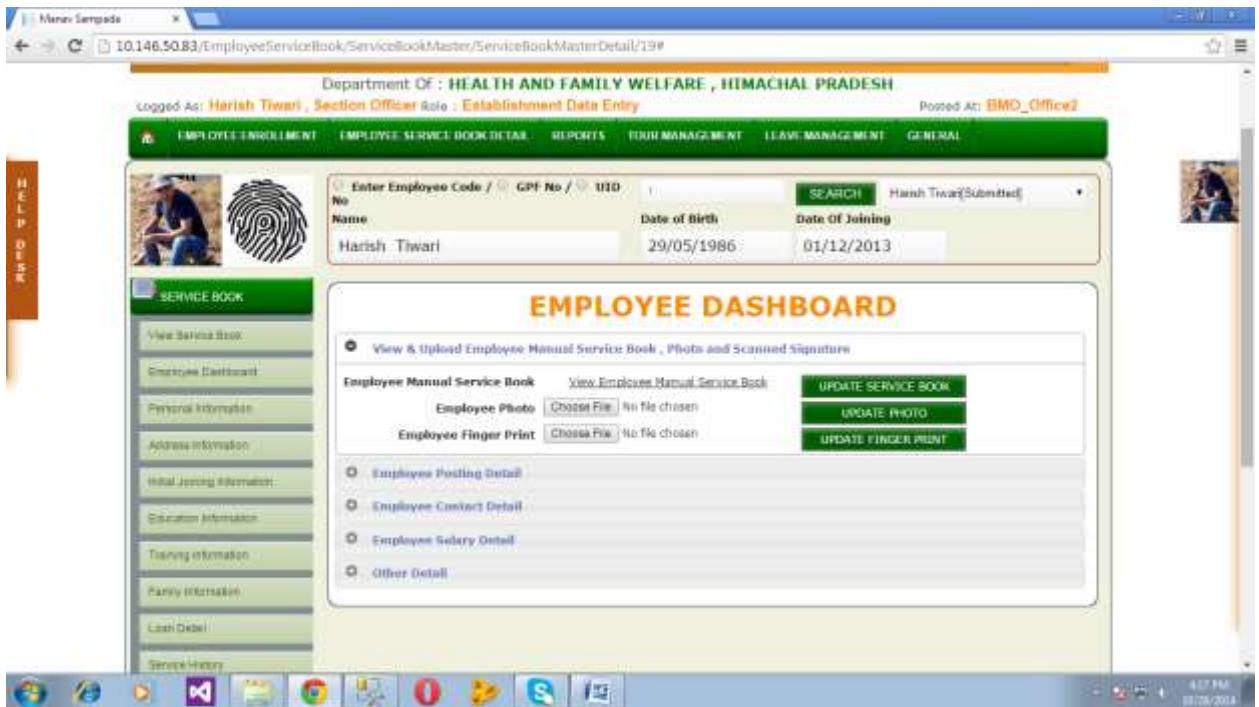 Manav Sampada
10.146.50.83/EmployeeServiceBook/ServiceBookMaster/ServiceBookMasterDetail/19#
Department Of : HEALTH AND FAMILY WELFARE , HIMACHAL PRADESH
Logged As: Harish Tiwari , Section Officer Role : Establishment Data Entry
Posted At: BMO_Office2
EMPLOYEE ENROLLMENT EMPLOYEE SERVICE BOOK DETAIL REPORTS TOUR MANAGEMENT LEAVE MANAGEMENT GENERAL
HELP DESK
Enter Employee Code / GPF No / UID No
SEARCH Harish Tiwari(Submitted)
Name Date of Birth Date Of Joining
Harish Tiwari 29/05/1986 01/12/2013
SERVICE BOOK
View Service Book
Employee Dashboard
Personal Information
Address Information
Initial Joining Information
Education Information
Training Information
Family Information
Loan Detail
Service History
EMPLOYEE DASHBOARD
View & Upload Employee Manual Service Book , Photo and Scanned Signature
Employee Manual Service Book View Employee Manual Service Book UPDATE SERVICE BOOK
Employee Photo Choose File No file chosen UPDATE PHOTO
Employee Finger Print Choose File No file chosen UPDATE FINGER PRINT
Employee Posting Detail
Employee Contact Detail
Employee Salary Detail
Other Detail
4:17 PM